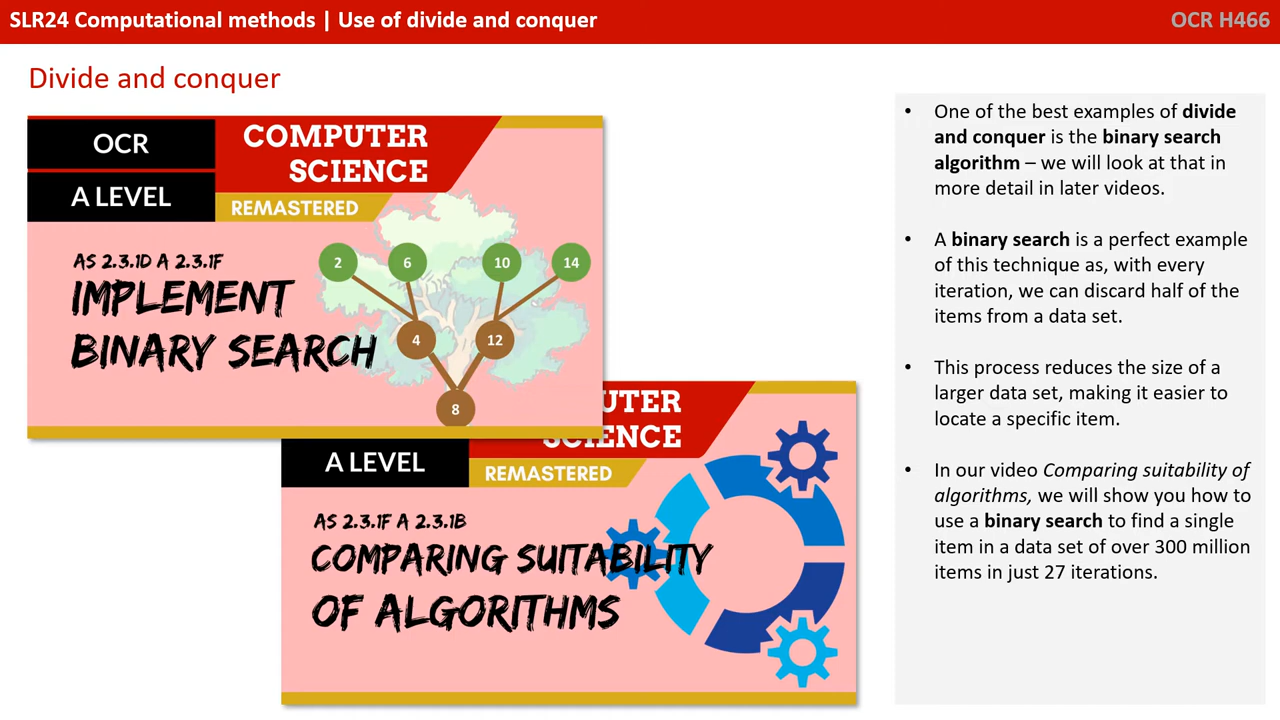 SLR24 Computational methods | Use of divide and conquer
OCR H466
Divide and conquer
OCR
A LEVEL
COMPUTER
SCIENCE
REMASTERED
AS 2.3.1D A 2.3.1F
IMPLEMENT
BINARY SEARCH
2
6
10
14
4
12
8
UTER
SCIENCE
A LEVEL
REMASTERED
AS 2.3.1F A 2.3.1B
COMPARING SUITABILITY
OF ALGORITHMS
• One of the best examples of divide
and conquer is the binary search
algorithm – we will look at that in
more detail in later videos.
• A binary search is a perfect example
of this technique as, with every
iteration, we can discard half of the
items from a data set.
• This process reduces the size of a
larger data set, making it easier to
locate a specific item.
• In our video Comparing suitability of
algorithms, we will show you how to
use a binary search to find a single
item in a data set of over 300 million
items in just 27 iterations.